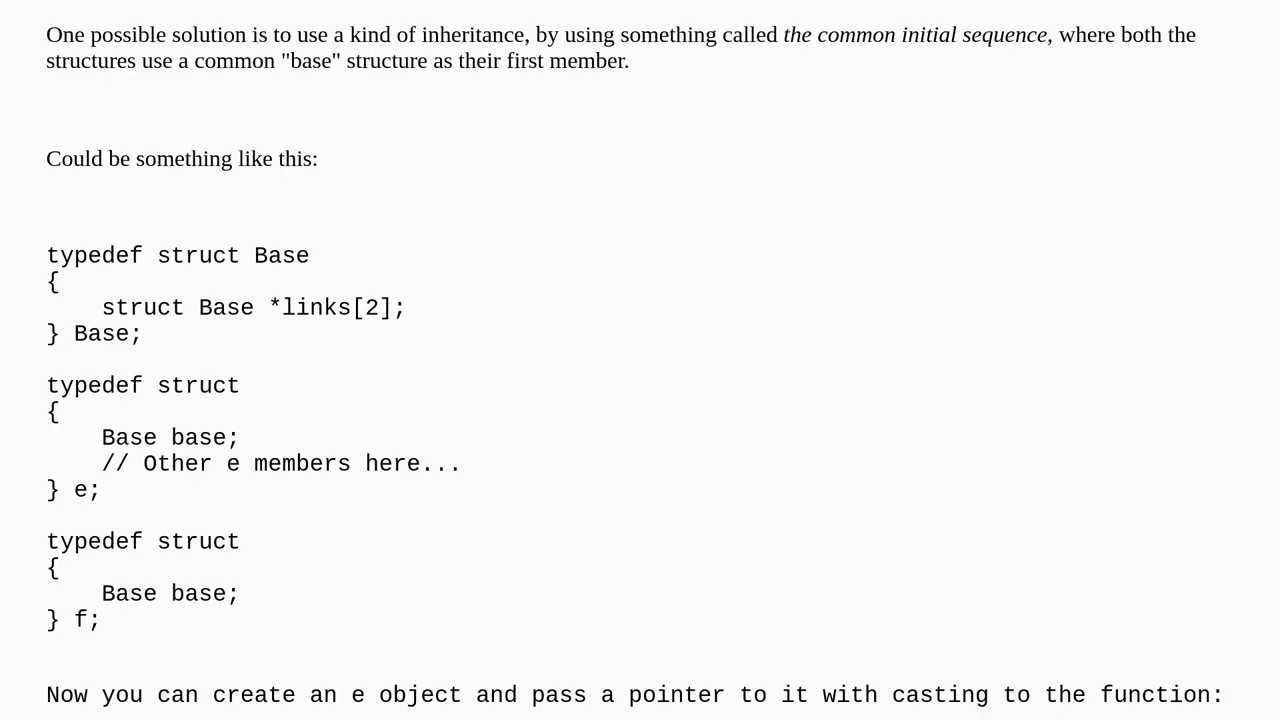 One possible solution is to use a kind of inheritance, by using something called the common initial sequence, where both the
structures use a common "base" structure as their first member.
Could be something like this:
typedef struct Base
{
    struct Base *links[2];
} Base;
typedef struct
{
    Base base;
    // Other e members here...
} e;
typedef struct
{
    Base base;
} f;
Now you can create an e object and pass a pointer to it with casting to the function: